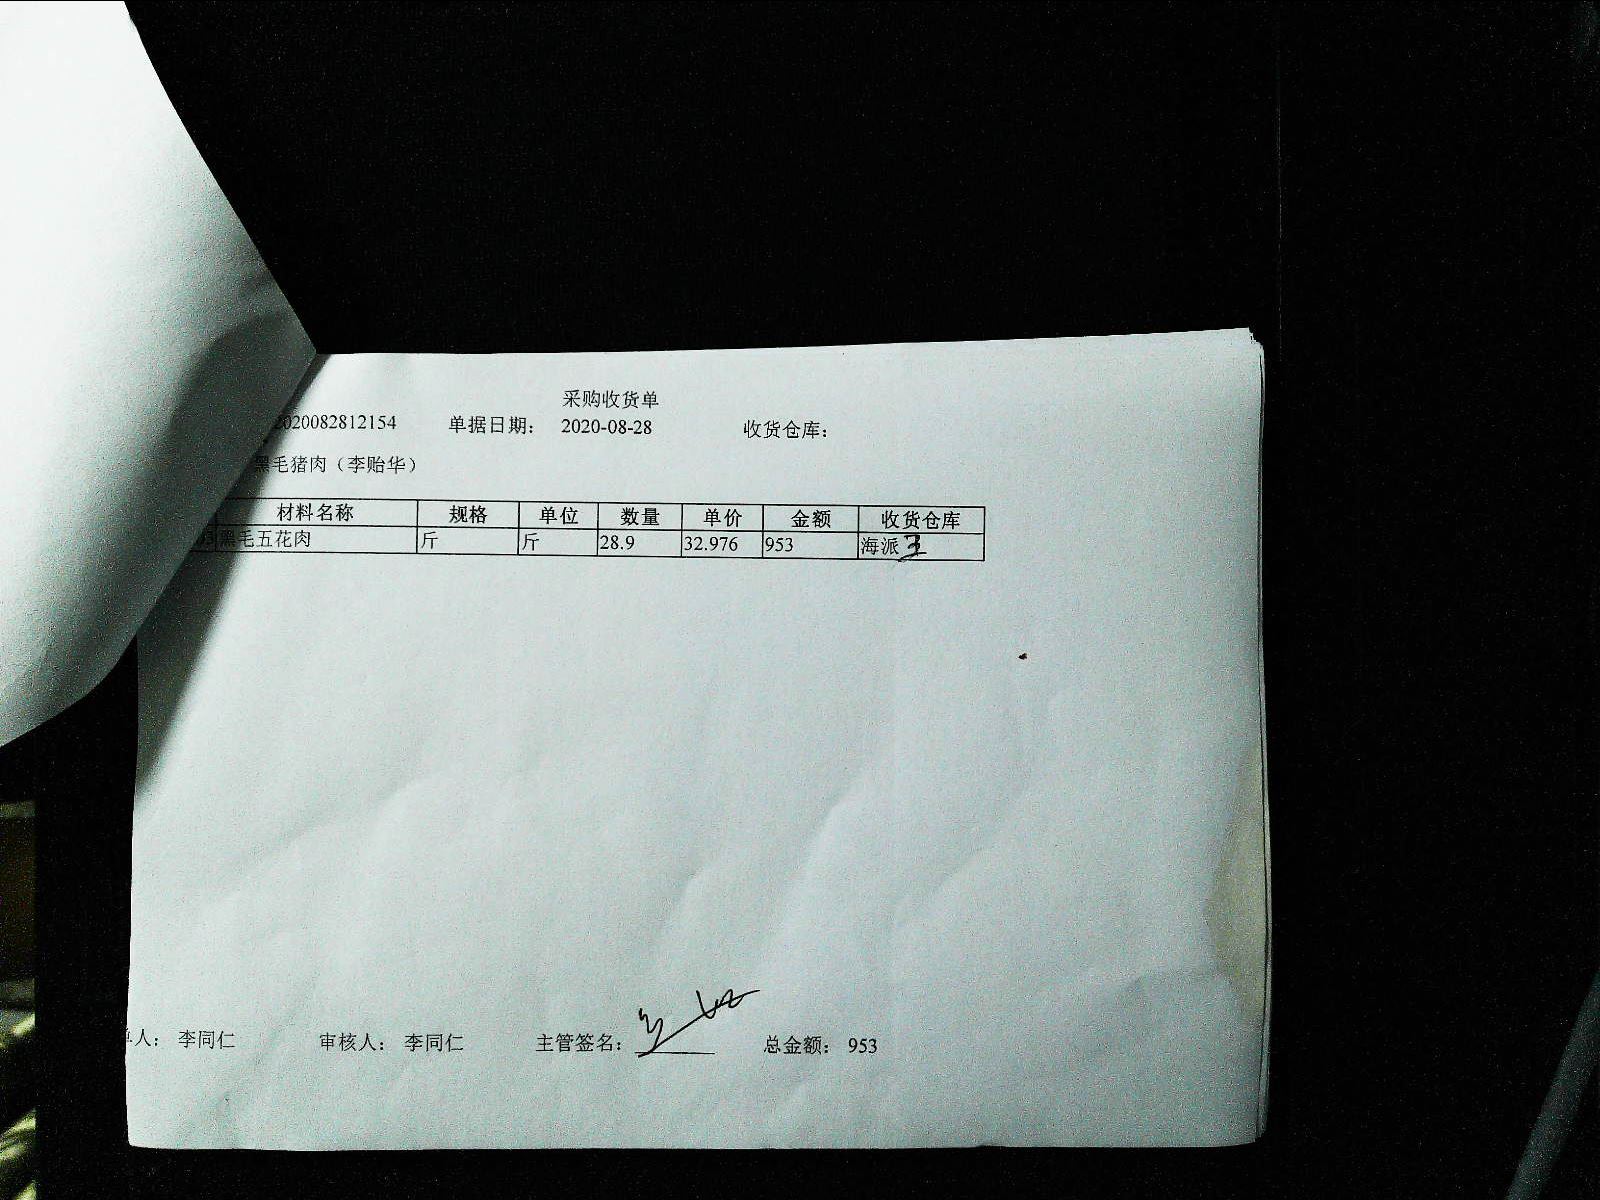 采购收货单
2020082812154 单据日期: 2020-08-28 收货仓库:
黑毛猪肉（李贻华）
材料名称 规格 单位 数量 单价 金额 收货仓库
黑毛五花肉 斤 斤 28.9 32.976 953 海派
人: 李同仁 审核人: 李同仁 主管签名: 总金额: 953